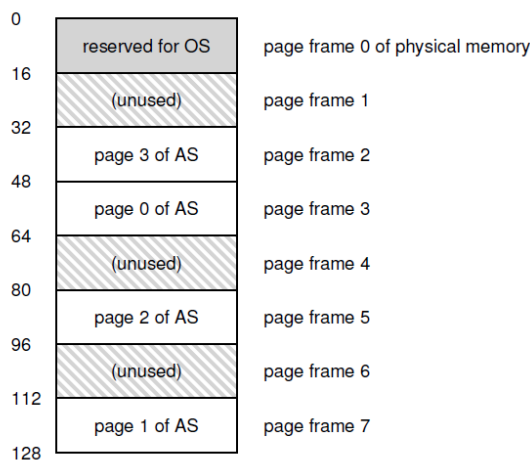 0
reserved for OS page frame 0 of physical memory
16
(unused) page frame 1
32
page 3 of AS page frame 2
48
page 0 of AS page frame 3
64
(unused) page frame 4
80
page 2 of AS page frame 5
96
(unused) page frame 6
112
page 1 of AS page frame 7
128